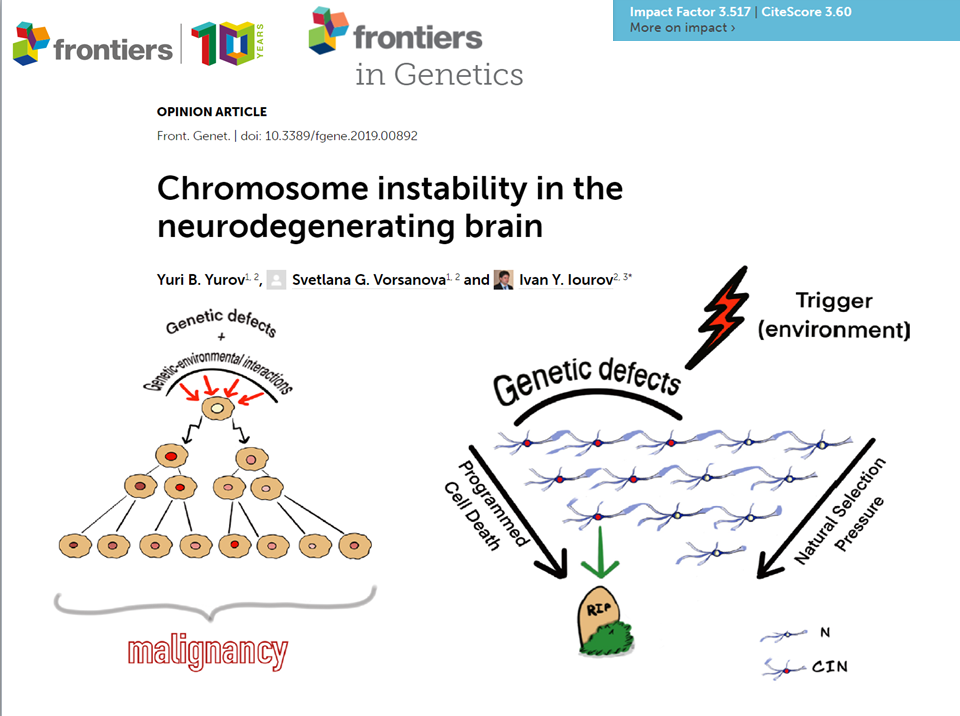 frontiers
10 YEARS
frontiers
in Genetics
Impact Factor 3.517 | CiteScore 3.60
More on impact ›
OPINION ARTICLE
Front. Genet. | doi: 10.3389/fgene.2019.00892
Chromosome instability in the
neurodegenerating brain
Yuri B. Yurov1, 2, Svetlana G. Vorsanova1, 2 and Ivan Y. Iourov2, 3*
Genetic defects
+
Genetic-environmental interactions
malignancy
Trigger
(environment)
Genetic defects
Programmed
Cell Death
Natural Selection
Pressure
RIP
N
CIN